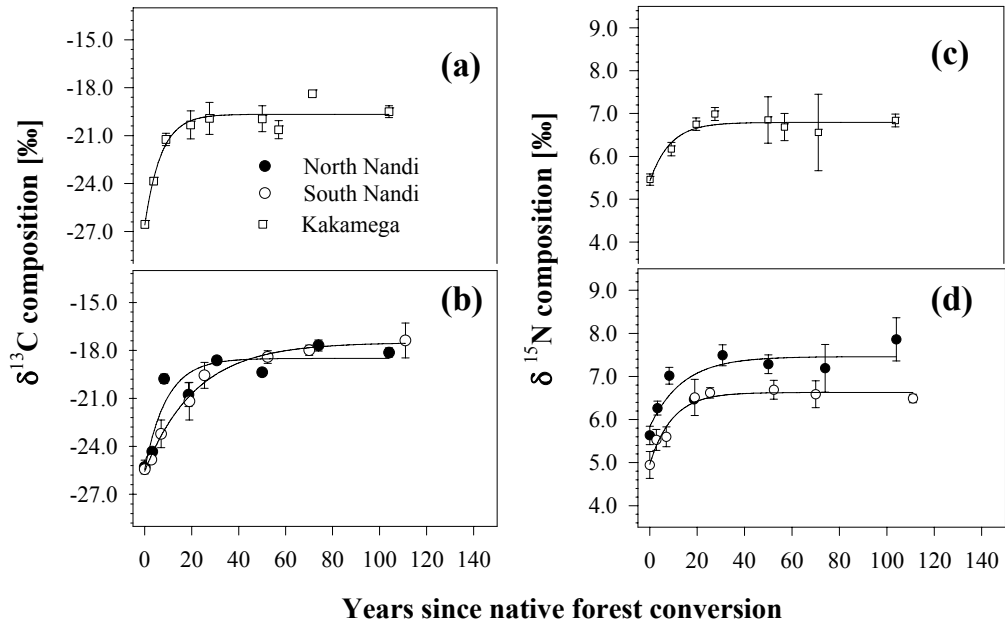 δ13C composition [‰]
-15.0
-18.0
-21.0
-24.0
-27.0
(a)
North Nandi
South Nandi
Kakamega
-15.0
-18.0
-21.0
-24.0
-27.0
(b)
0 20 40 60 80 100 120 140
δ 15N composition [‰]
9.0
8.0
7.0
6.0
5.0
4.0
(c)
9.0
8.0
7.0
6.0
5.0
4.0
(d)
0 20 40 60 80 100 120 140
Years since native forest conversion